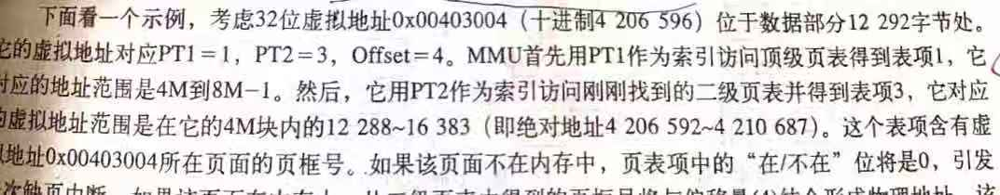 下面看一个示例，考虑32位虚拟地址0x00403004（十进制4 206 596）位于数据部分12 292字节处。
它的虚拟地址对应PT1＝1，PT2＝3，Offset＝4。MMU首先用PT1作为索引访问顶级页表得到表项1，它
对应的地址范围是4M到8M−1。然后，它用PT2作为索引访问刚刚找到的二级页表并得到表项3，它对应
的虚拟地址范围是在它的4M块内的12 288~16 383（即绝对地址4 206 592~4 210 687）。这个表项含有虚
拟地址0x00403004所在页面的页框号。如果该页面不在内存中，页表项中的“在/不在”位将是0，引发
次缺页中断